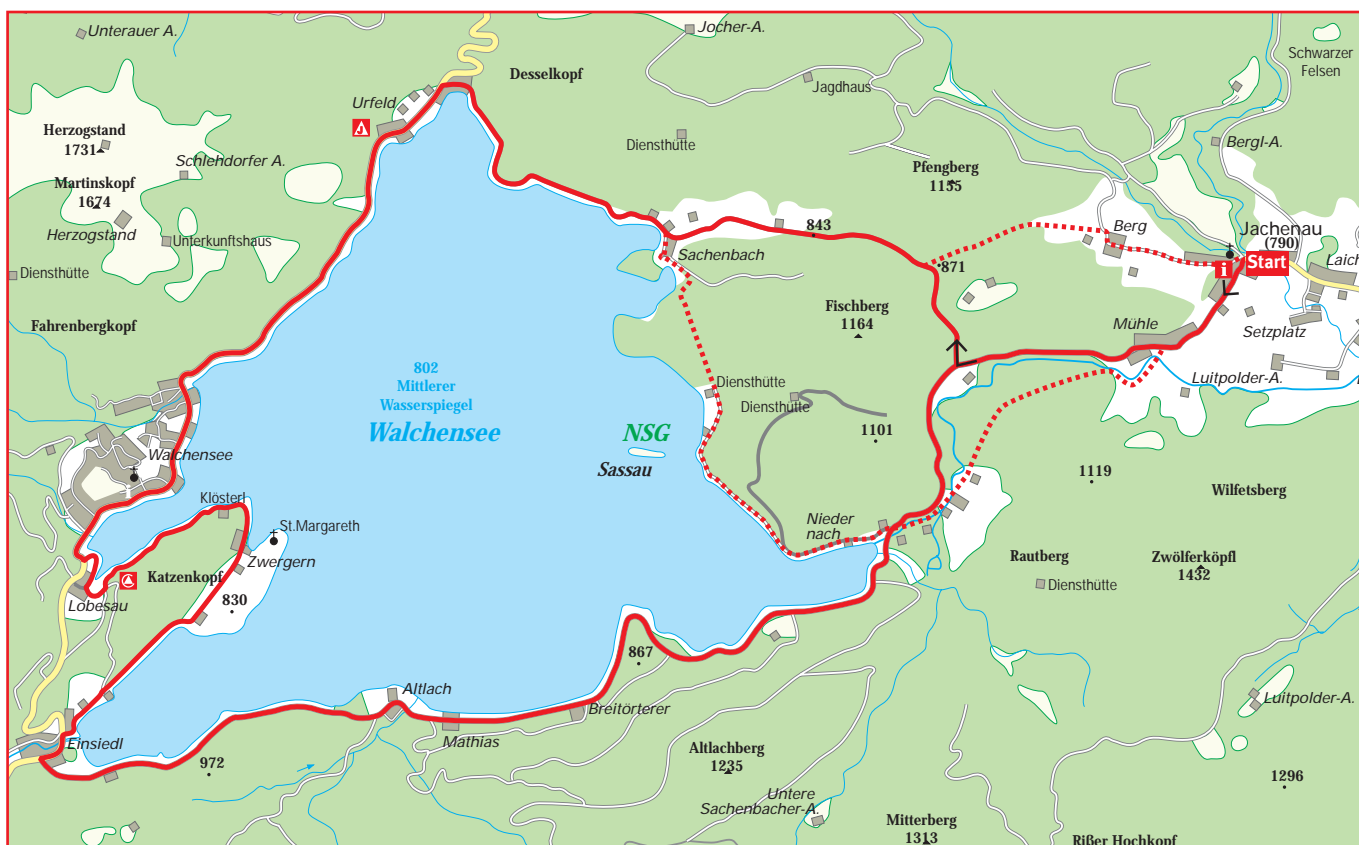 Unterauer A.
Jocher-A.
Schwarzer
Felsen
Desselkopf
Jagdhaus
Urfeld
Herzogstand
1731
Diensthütte
Bergl-A.
Schlehdorfer A.
Pfengberg
1155
Martinskopf
1674
Herzogstand
Unterkunftshaus
843
Berg
Jachenau
(790)
i
Start
Sachenbach
871
Diensthütte
Fahrenbergkopf
Fischberg
1164
Mühle
Setzplatz
802
Mittlerer
Wasserspiegel
Walchensee
Diensthütte
Diensthütte
Luitpolder-A.
NSG
Sassau
1101
Walchensee
1119
Wilfetsberg
Klösterl
St.Margareth
Nieder
nach
Zwergern
Katzenkopf
Rautberg
Zwölferköpfl
1432
Diensthütte
Lobesau
830
867
Altlach
Breitörterer
Luitpolder-A.
Einsiedl
Mathias
Altlachberg
1235
972
1296
Untere
Sachenbacher-A.
Mitterberg
1313
Rißer Hochkopf